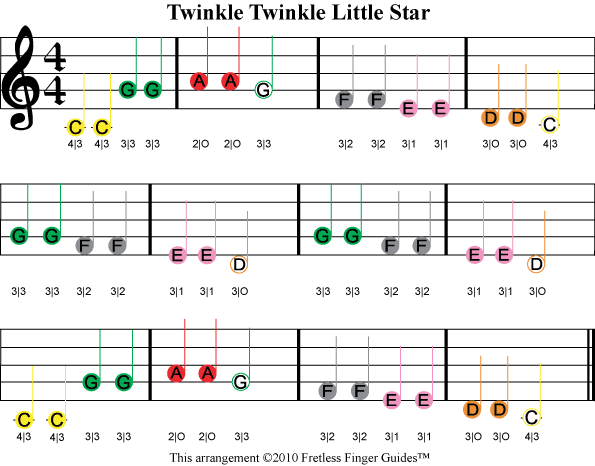 Twinkle Twinkle Little Star
4
4
C C G G A A G F F E E D D C
4|3 4|3 3|3 3|3 2|O 2|O 3|3 3|2 3|2 3|1 3|1 3|O 3|O 4|3
G G F F E E D G G F F E E D
3|3 3|3 3|2 3|2 3|1 3|1 3|O 3|3 3|3 3|2 3|2 3|1 3|1 3|O
C C G G A A G F F E E D D C
4|3 4|3 3|3 3|3 2|O 2|O 3|3 3|2 3|2 3|1 3|1 3|O 3|O 4|3
This arrangement ©2010 Fretless Finger Guides™